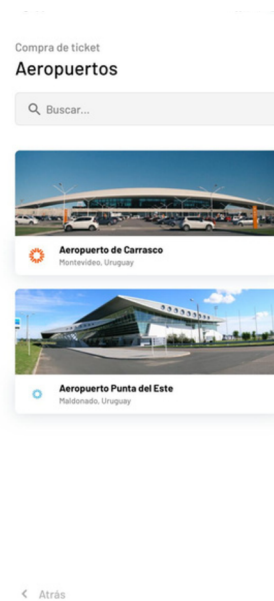 Compra de ticket
Aeropuertos
Buscar...
Aeropuerto de Carrasco
Montevideo, Uruguay
Aeropuerto Punta del Este
Maldonado, Uruguay
Atrás